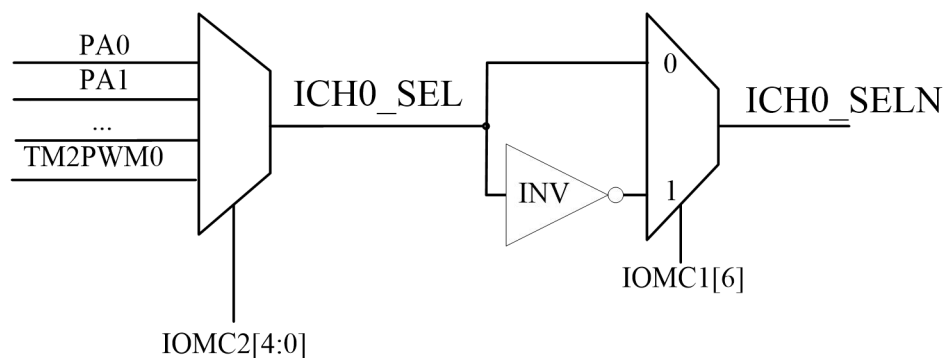 PA0
PA1
...
TM2PWM0
ICH0_SEL
0
INV
1
ICH0_SELN
IOMC1[6]
IOMC2[4:0]